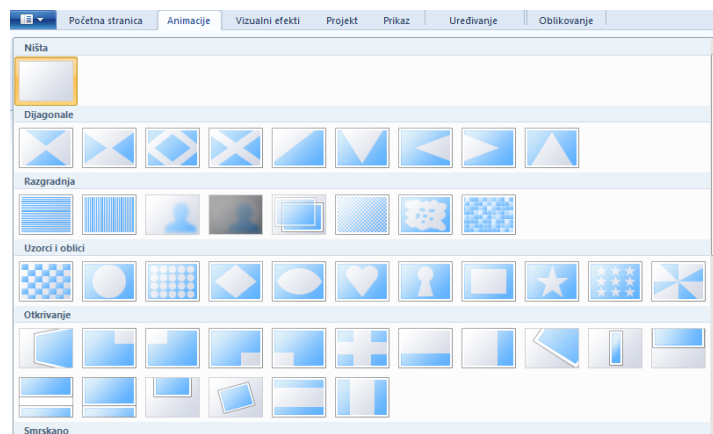 Početna stranica Animacije Vizualni efekti Projekt Prikaz Uređivanje Oblikovanje
Ništa
Dijagonale
Razgradnja
Uzorci i oblici
Otkrivanje
Smrskano